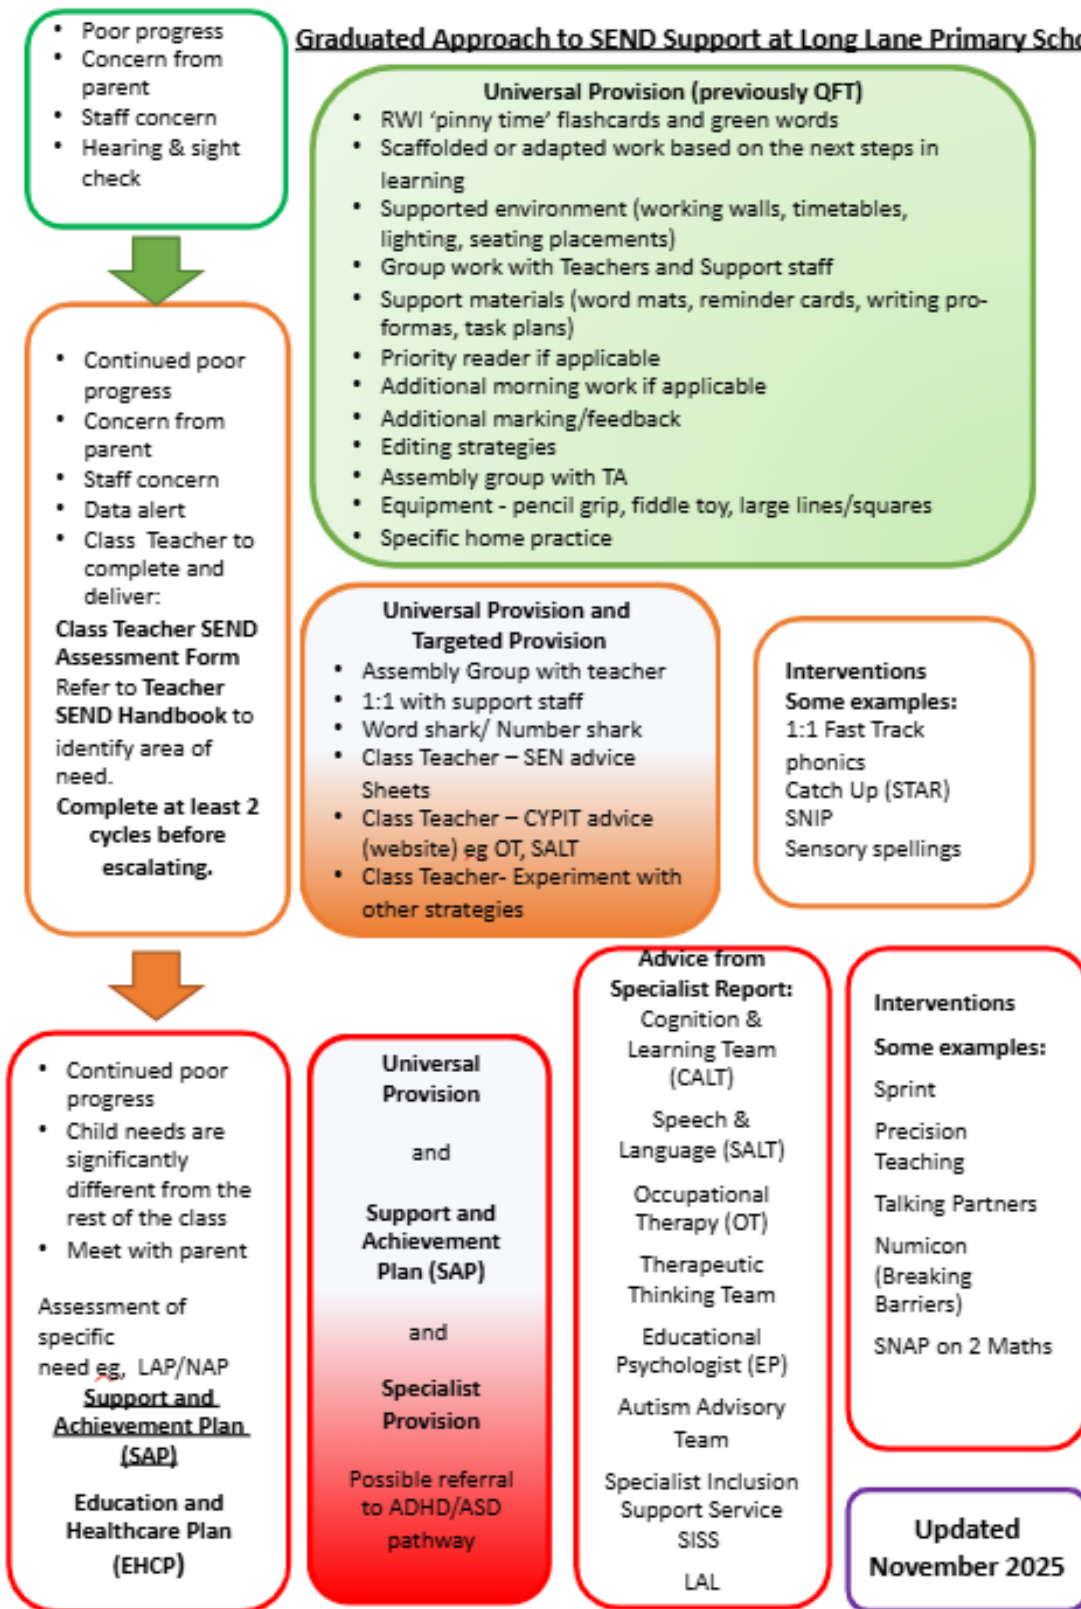 Graduated Approach to SEND Support at Long Lane Primary Scho
• Poor progress
• Concern from
parent
• Staff concern
• Hearing & sight
check
Universal Provision (previously QFT)
• RWI ‘pinny time’ flashcards and green words
• Scaffolded or adapted work based on the next steps in
learning
• Supported environment (working walls, timetables,
lighting, seating placements)
• Group work with Teachers and Support staff
• Support materials (word mats, reminder cards, writing pro-
formas, task plans)
• Priority reader if applicable
• Additional morning work if applicable
• Additional marking/feedback
• Editing strategies
• Assembly group with TA
• Equipment - pencil grip, fiddle toy, large lines/squares
• Specific home practice
• Continued poor
progress
• Concern from
parent
• Staff concern
• Data alert
• Class Teacher to
complete and
deliver:
Class Teacher SEND
Assessment Form
Refer to Teacher
SEND Handbook to
identify area of
need.
Complete at least 2
cycles before
escalating.
Universal Provision and
Targeted Provision
• Assembly Group with teacher
• 1:1 with support staff
• Word shark/ Number shark
• Class Teacher – SEN advice
Sheets
• Class Teacher – CYPIT advice
(website) eg OT, SALT
• Class Teacher- Experiment with
other strategies
Interventions
Some examples:
1:1 Fast Track
phonics
Catch Up (STAR)
SNIP
Sensory spellings
• Continued poor
progress
• Child needs are
significantly
different from the
rest of the class
• Meet with parent
Assessment of
specific
need eg, LAP/NAP
Support and
Achievement Plan
(SAP)
Education and
Healthcare Plan
(EHCP)
Universal
Provision
and
Support and
Achievement
Plan (SAP)
and
Specialist
Provision
Possible referral
to ADHD/ASD
pathway
Advice from
Specialist Report:
Cognition &
Learning Team
(CALT)
Speech &
Language (SALT)
Occupational
Therapy (OT)
Therapeutic
Thinking Team
Educational
Psychologist (EP)
Autism Advisory
Team
Specialist Inclusion
Support Service
SISS
LAL
Interventions
Some examples:
Sprint
Precision
Teaching
Talking Partners
Numicon
(Breaking
Barriers)
SNAP on 2 Maths
Updated
November 2025